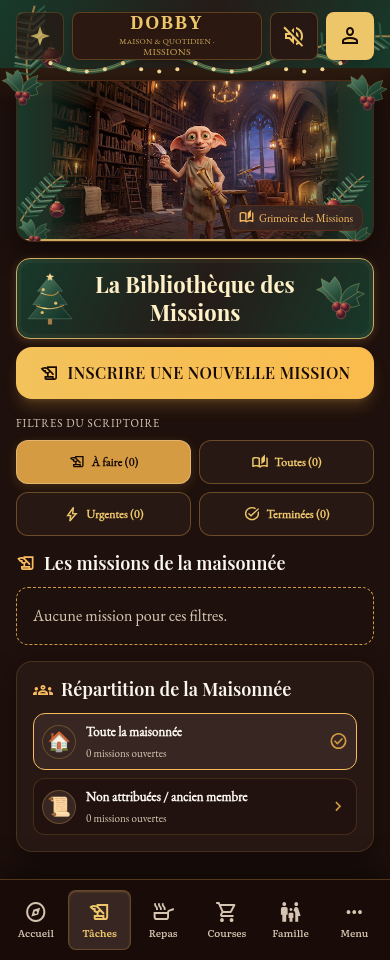 DOBBY
MAISON & QUOTIDIEN ·
MISSIONS
Grimoire des Missions
La Bibliothèque des
Missions
INSCRIRE UNE NOUVELLE MISSION
FILTRES DU SCRIPTOIRE
À faire (0)
Toutes (0)
Urgentes (0)
Terminées (0)
Les missions de la maisonnée
Aucune mission pour ces filtres.
Répartition de la Maisonnée
Toute la maisonnée
0 missions ouvertes
Non attribuées / ancien membre
0 missions ouvertes
Accueil
Tâches
Repas
Courses
Famille
Menu